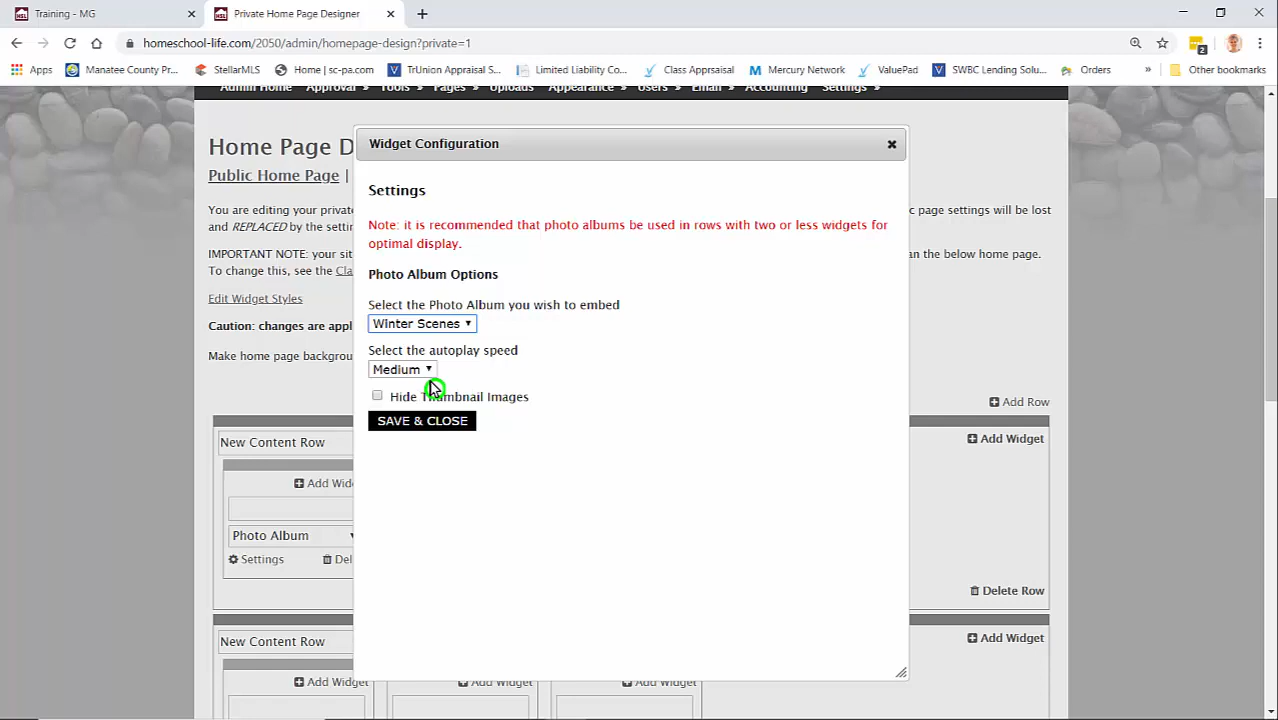 Training - MG
Private Home Page Designer
homeschool-life.com/2050/admin/homepage-design?private=1
2
Apps
Manatee County Pr...
StellarMLS
Home | sc-pa.com
TrUnion Appraisal S...
Limited Liability Co...
Class Apprsaisal
Mercury Network
ValuePad
SWBC Lending Solu...
Orders
»
Other bookmarks
Admin Home
Approval »
Tools »
Pages »
Uploads
Appearance »
Users »
Email »
Accounting
Settings »
Home Page D
Public Home Page |
You are editing your private
c page settings will be lost
and REPLACED by the settin
IMPORTANT NOTE: your sit
an the below home page.
To change this, see the Cla
Edit Widget Styles
Caution: changes are appl
Make home page backgroun
Widget Configuration
Settings
Note: it is recommended that photo albums be used in rows with two or less widgets for
optimal display.
Photo Album Options
Select the Photo Album you wish to embed
Winter Scenes
Select the autoplay speed
Medium
Hide Thumbnail Images
SAVE & CLOSE
Add Row
New Content Row
Add Widget
Add Widg
Photo Album
Settings
Del
Delete Row
New Content Row
Add Widget
Add Widget
Add Widget
Add Widget